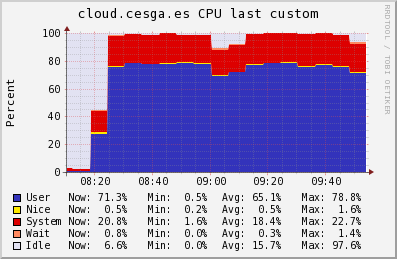 cloud.cesga.es CPU last custom
RRDTOOL / TOBI OETIKER
Percent
100
80
60
40
20
0
08:20 08:40 09:00 09:20 09:40
User Now: 71.3% Min: 0.5% Avg: 65.1% Max: 78.8%
Nice Now: 0.5% Min: 0.2% Avg: 0.5% Max: 1.6%
System Now: 20.8% Min: 1.6% Avg: 18.4% Max: 22.7%
Wait Now: 0.8% Min: 0.0% Avg: 0.3% Max: 1.4%
Idle Now: 6.6% Min: 0.0% Avg: 15.7% Max: 97.6%